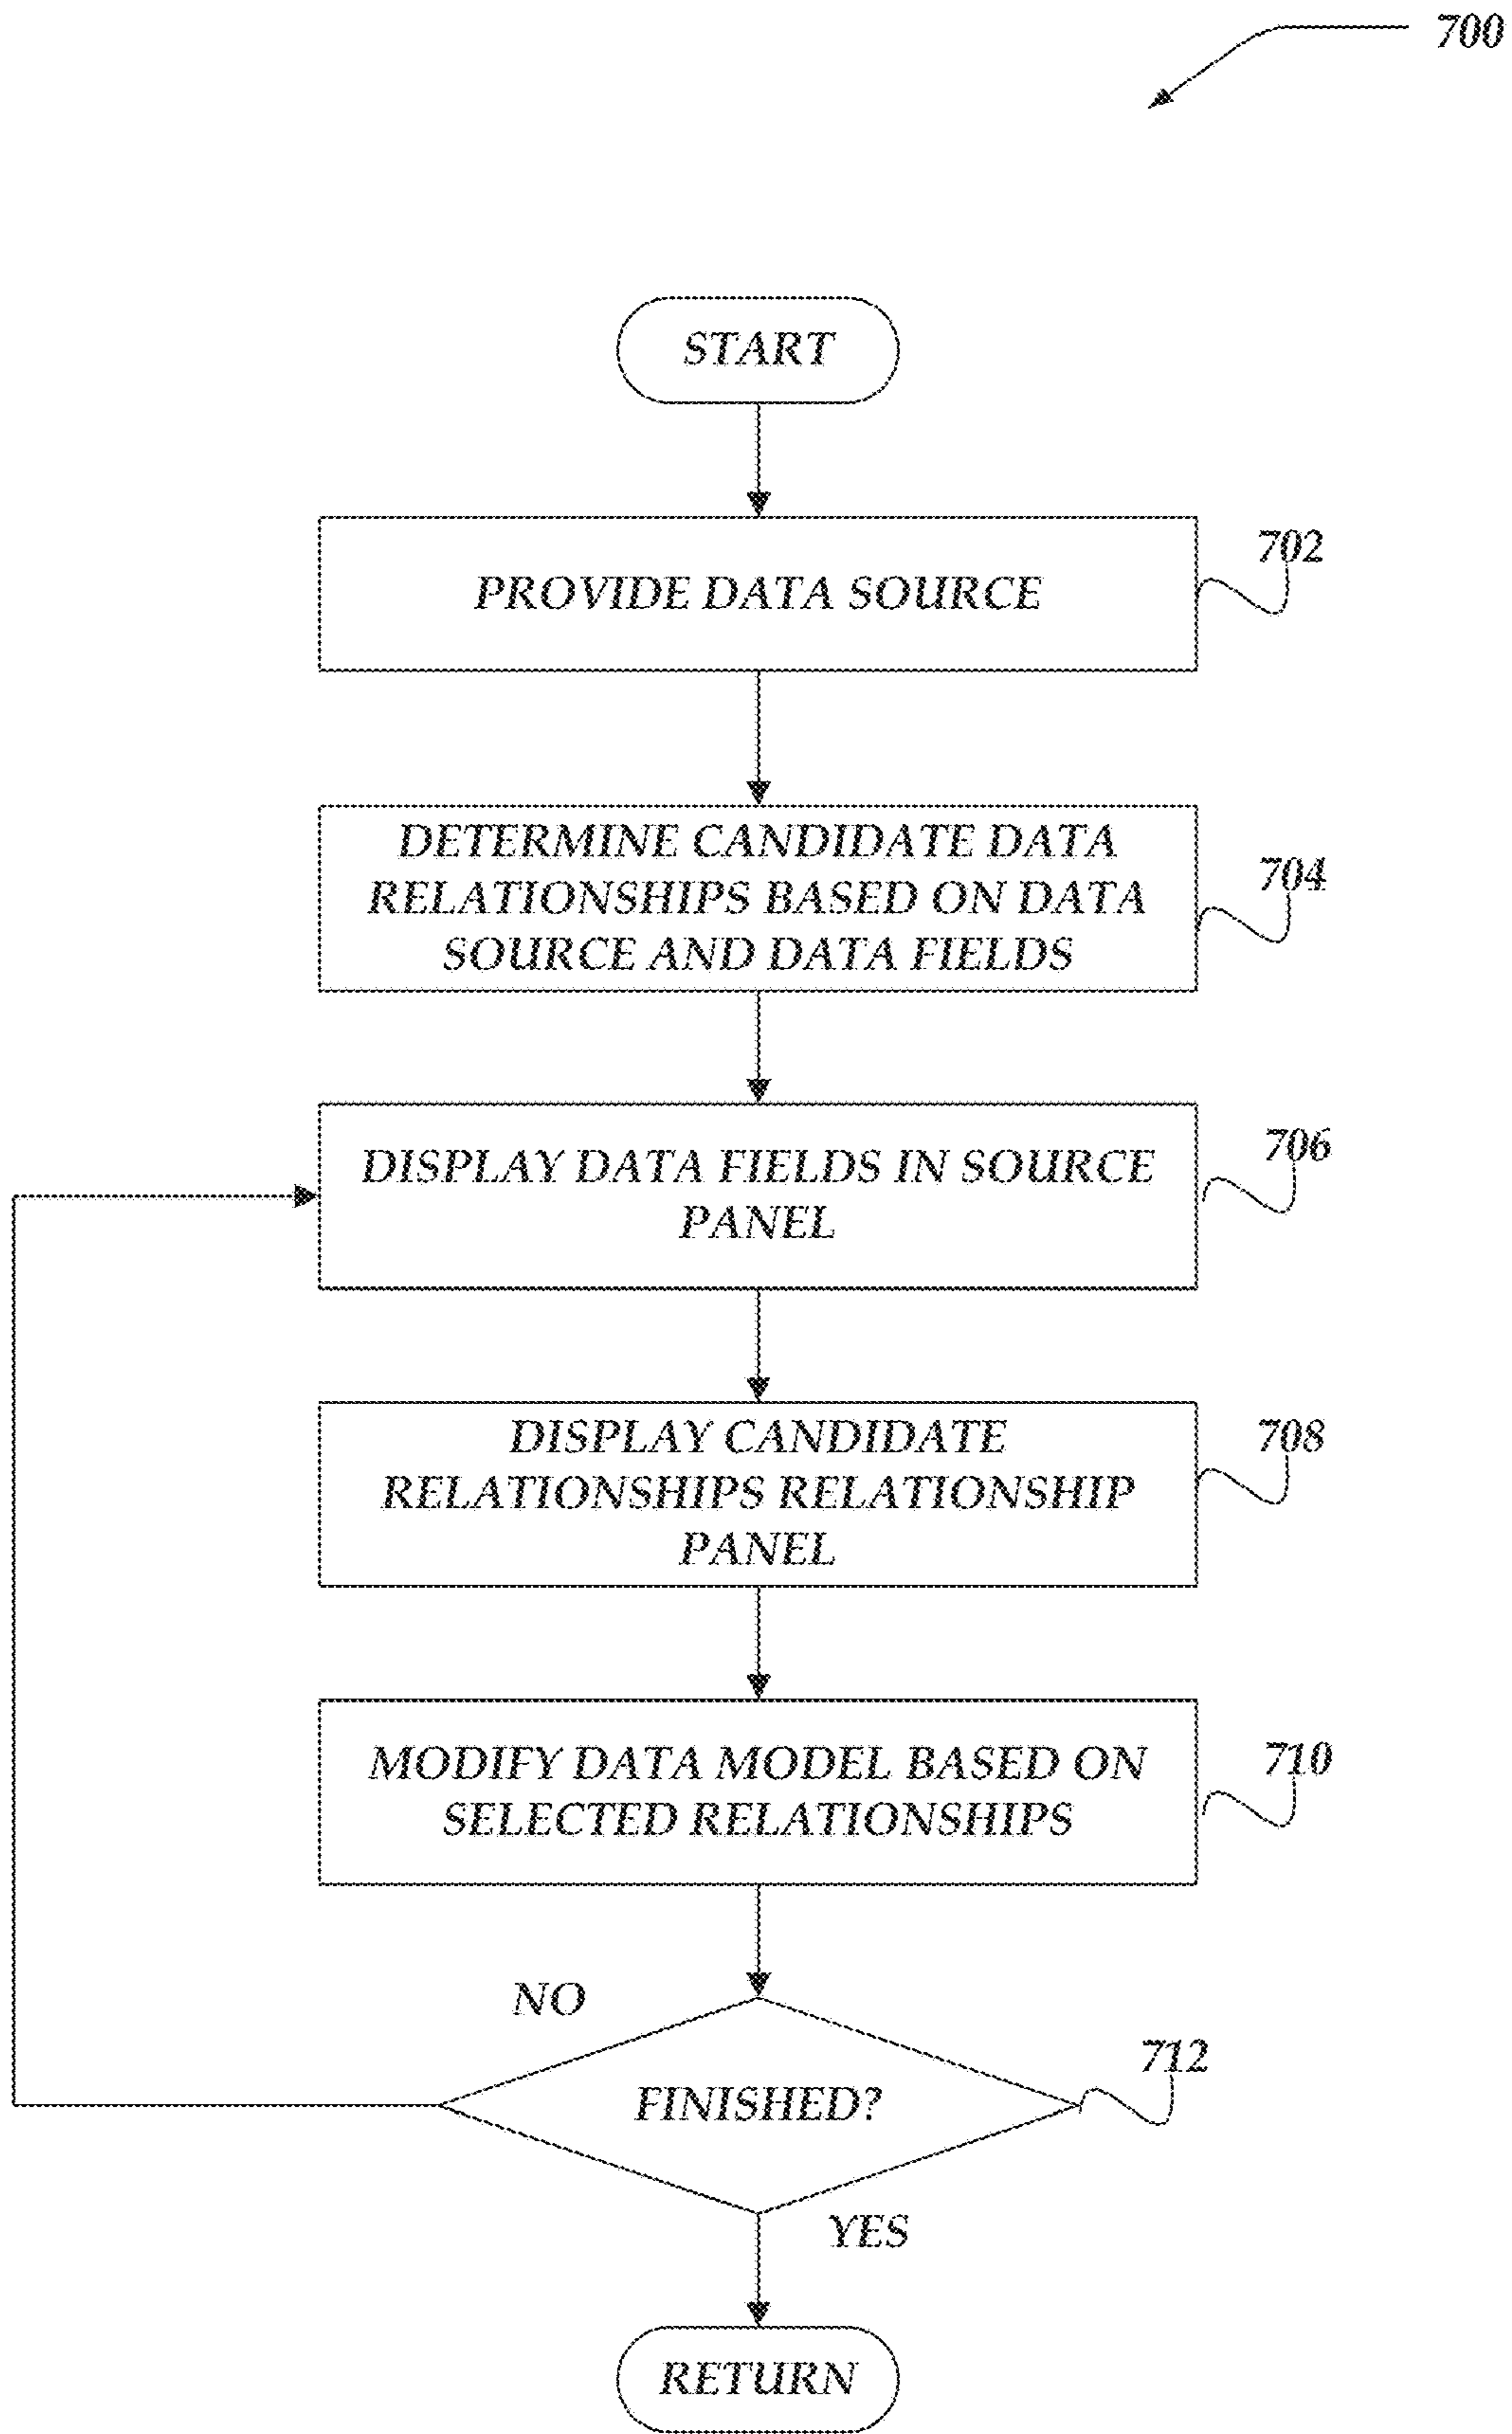 700
START
PROVIDE DATA SOURCE
702
DETERMINE CANDIDATE DATA
RELATIONSHIPS BASED ON DATA
SOURCE AND DATA FIELDS
704
DISPLAY DATA FIELDS IN SOURCE
PANEL
706
DISPLAY CANDIDATE
RELATIONSHIPS RELATIONSHIP
PANEL
708
MODIFY DATA MODEL BASED ON
SELECTED RELATIONSHIPS
710
NO
FINISHED?
712
YES
RETURN